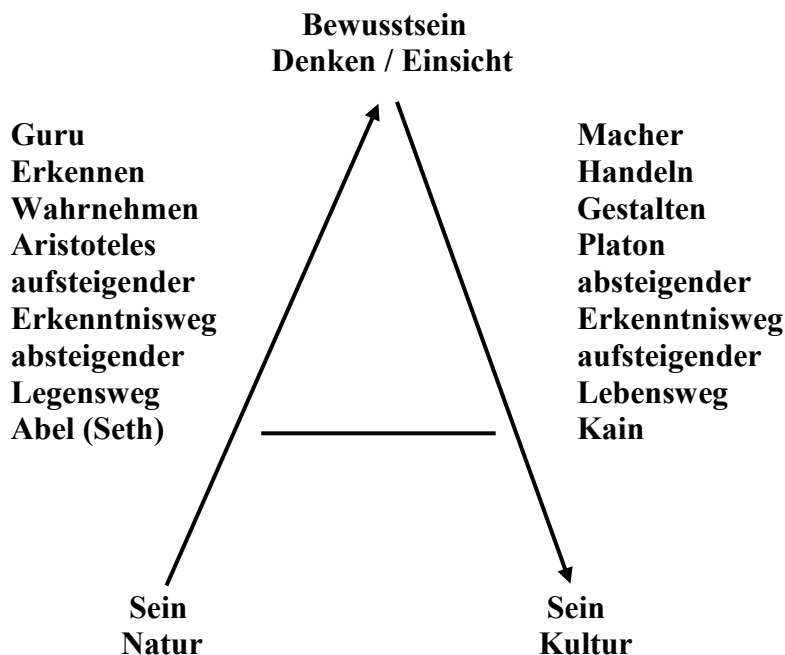 Bewusstsein
Denken / Einsicht
Guru
Erkennen
Wahrnehmen
Aristoteles
aufsteigender
Erkenntnisweg
absteigender
Legensweg
Abel (Seth)
Macher
Handeln
Gestalten
Platon
absteigender
Erkenntnisweg
aufsteigender
Lebensweg
Kain
Sein
Natur
Sein
Kultur